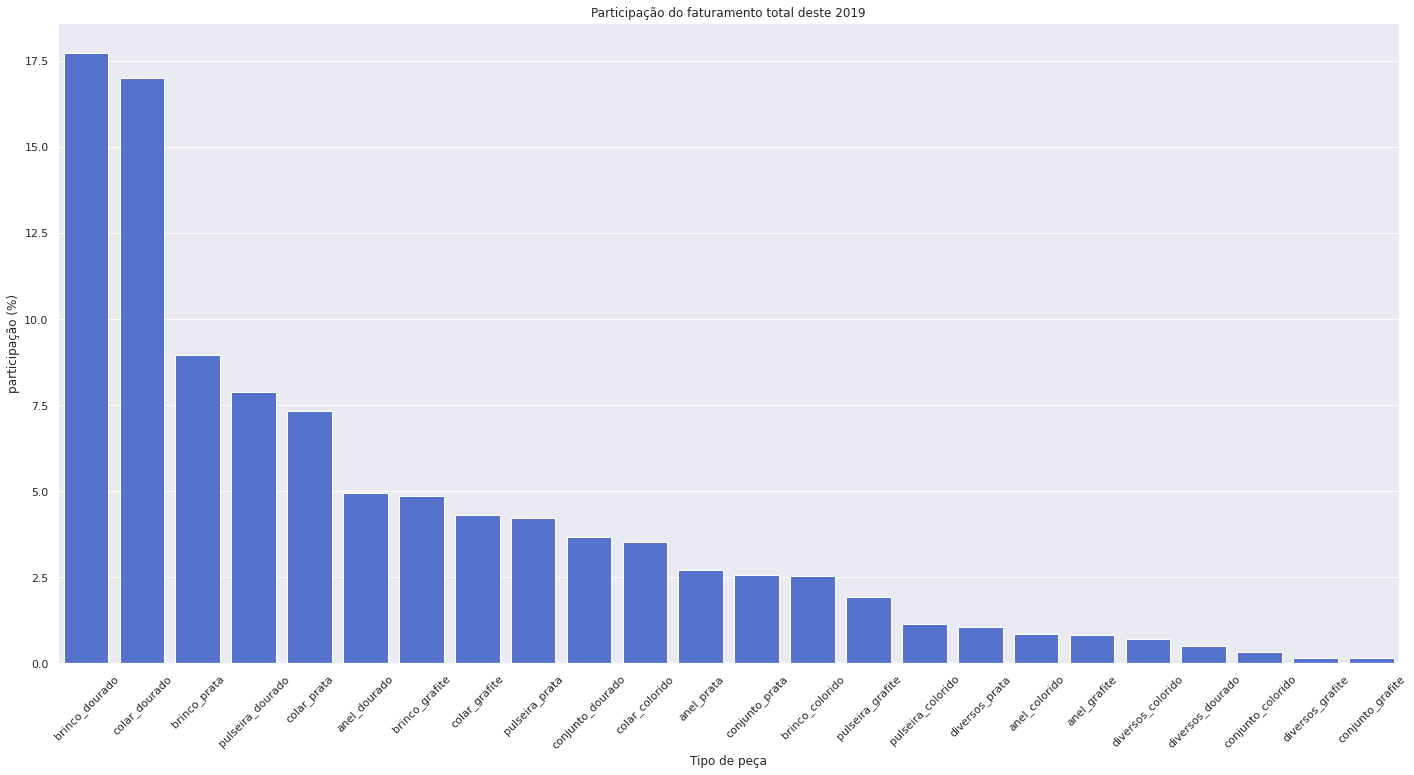 Participação do faturamento total deste 2019
17.5
15.0
12.5
10.0
7.5
5.0
2.5
0.0
participação (%)
brinco_dourado
colar_dourado
brinco_prata
pulseira_dourado
colar_prata
anel_dourado
brinco_grafite
colar_grafite
pulseira_prata
conjunto_dourado
colar_colorido
anel_prata
conjunto_prata
brinco_colorido
pulseira_grafite
pulseira_colorido
diversos_prata
anel_colorido
anel_grafite
diversos_colorido
diversos_dourado
conjunto_colorido
diversos_grafite
conjunto_grafite
Tipo de peça